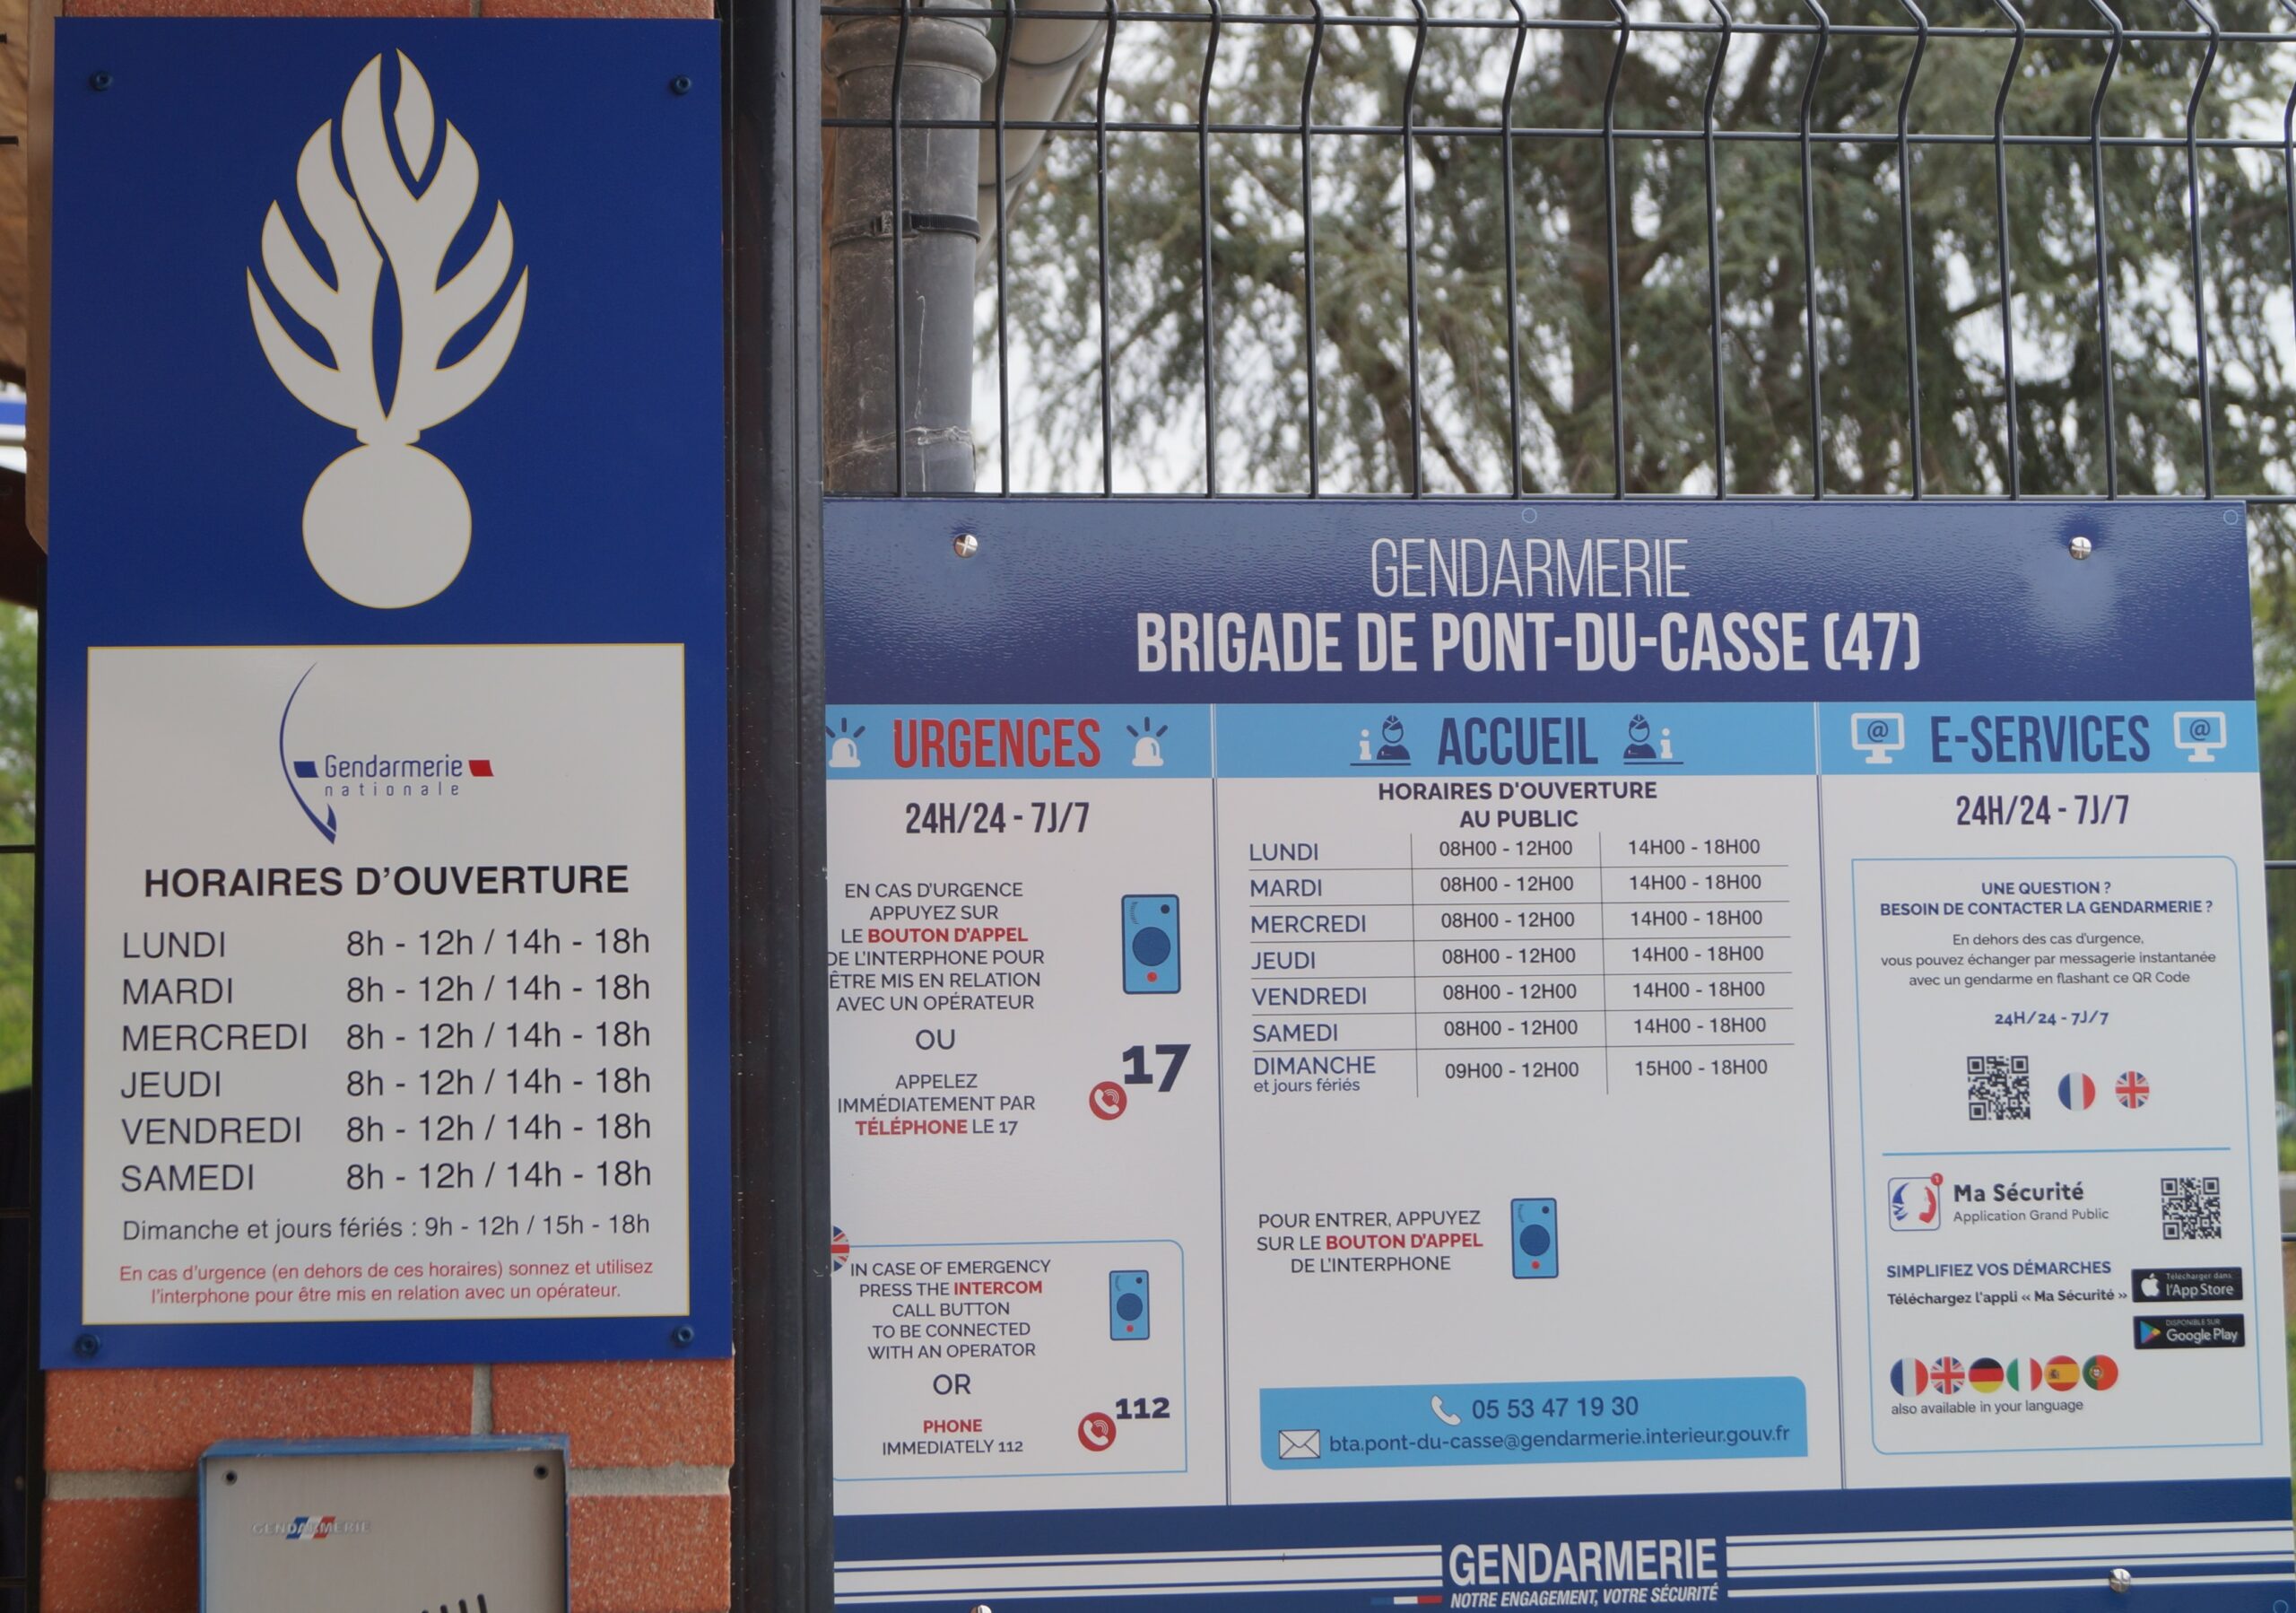 Gendarmerie
nationale
HORAIRES D'OUVERTURE
LUNDI 8h - 12h / 14h - 18h
MARDI 8h - 12h / 14h - 18h
MERCREDI 8h - 12h / 14h - 18h
JEUDI 8h - 12h / 14h - 18h
VENDREDI 8h - 12h / 14h - 18h
SAMEDI 8h - 12h / 14h - 18h
Dimanche et jours fériés : 9h - 12h / 15h - 18h
En cas d'urgence (en dehors de ces horaires) sonnez et utilisez
l'interphone pour être mis en relation avec un opérateur.
GENDARMERIE
GENDARMERIE
BRIGADE DE PONT-DU-CASSE (47)
URGENCES
24H/24 - 7J/7
EN CAS D'URGENCE
APPUYEZ SUR
LE BOUTON D'APPEL
DE L'INTERPHONE POUR
ÊTRE MIS EN RELATION
AVEC UN OPÉRATEUR
OU
17
APPELEZ
IMMÉDIATEMENT PAR
TÉLÉPHONE LE 17
IN CASE OF EMERGENCY
PRESS THE INTERCOM
CALL BUTTON
TO BE CONNECTED
WITH AN OPERATOR
OR
112
PHONE
IMMEDIATELY 112
ACCUEIL
HORAIRES D'OUVERTURE
AU PUBLIC
LUNDI 08H00 - 12H00 14H00 - 18H00
MARDI 08H00 - 12H00 14H00 - 18H00
MERCREDI 08H00 - 12H00 14H00 - 18H00
JEUDI 08H00 - 12H00 14H00 - 18H00
VENDREDI 08H00 - 12H00 14H00 - 18H00
SAMEDI 08H00 - 12H00 14H00 - 18H00
DIMANCHE 09H00 - 12H00 15H00 - 18H00
et jours fériés
POUR ENTRER, APPUYEZ
SUR LE BOUTON D'APPEL
DE L'INTERPHONE
05 53 47 19 30
bta.pont-du-casse@gendarmerie.interieur.gouv.fr
@ E-SERVICES @
24H/24 - 7J/7
UNE QUESTION ?
BESOIN DE CONTACTER LA GENDARMERIE ?
En dehors des cas d'urgence,
vous pouvez échanger par messagerie instantanée
avec un gendarme en flashant ce QR Code
24H/24 - 7J/7
1
Ma Sécurité
Application Grand Public
SIMPLIFIEZ VOS DÉMARCHES
Téléchargez l'appli « Ma Sécurité »
Télécharger dans
l'App Store
DISPONIBLE SUR
Google Play
also available in your language
GENDARMERIE
NOTRE ENGAGEMENT, VOTRE SÉCURITÉ